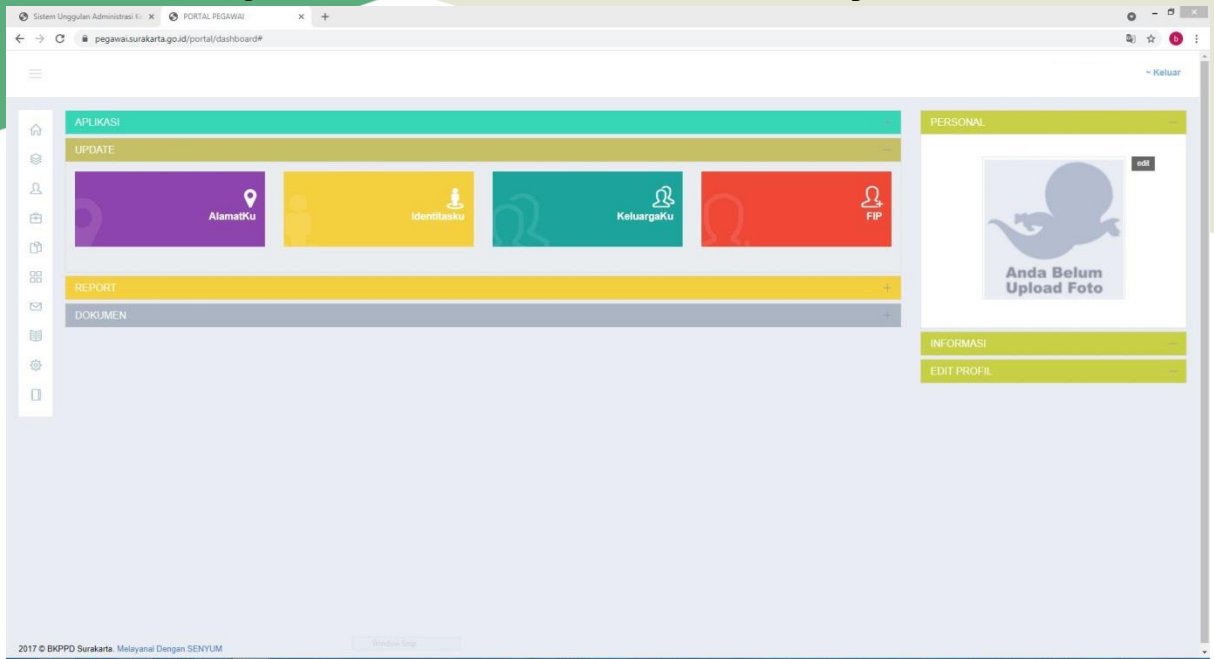 Sistem Unggulan Administrasi K
PORTAL PEGAWAI
pegawai.surakarta.go.id/portal/dashboard#
b
~ Keluar
APLIKASI
UPDATE
AlamatKu
Identitasku
KeluargaKu
FIP
REPORT
DOKUMEN
PERSONAL
edit
Anda Belum
Upload Foto
INFORMASI
EDIT PROFIL
2017 © BKPPD Surakarta. Melayanai Dengan SENYUM